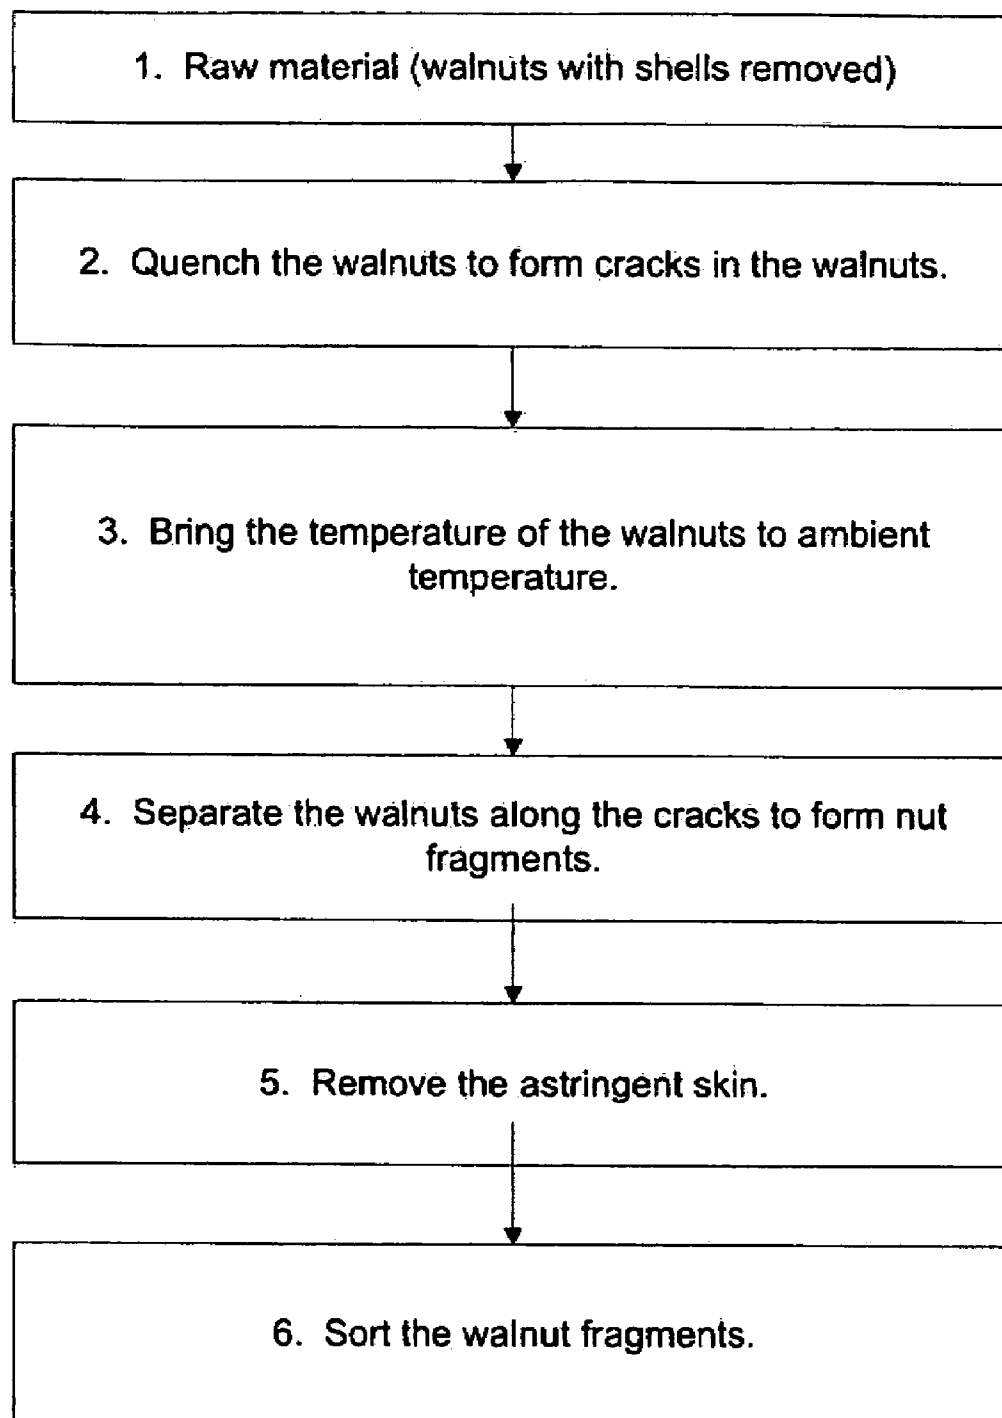 1. Raw material (walnuts with shells removed)
2. Quench the walnuts to form cracks in the walnuts.
3. Bring the temperature of the walnuts to ambient
temperature.
4. Separate the walnuts along the cracks to form nut
fragments.
5. Remove the astringent skin.
6. Sort the walnut fragments.